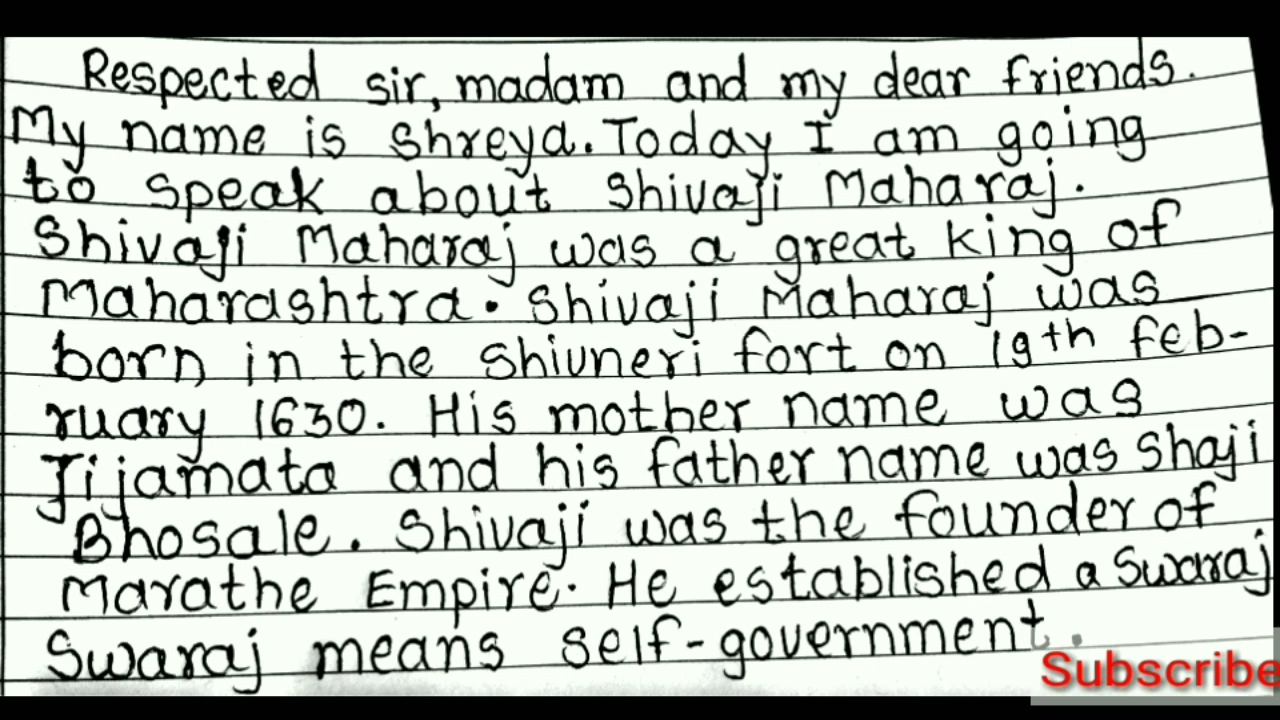 Respected sir, madam and my dear friends.
My name is Shreya. Today I am going
to speak about Shivaji Maharaj.
Shivaji Maharaj was a great king of
Maharashtra. Shivaji Maharaj was
born in the Shivneri fort on 19th feb-
ruary 1630. His mother name was
Jijamata and his father name was Shaji
Bhosale. Shivaji was the founder of
Marathe Empire. He established a Swaraj
Swaraj means self-government.
Subscribe